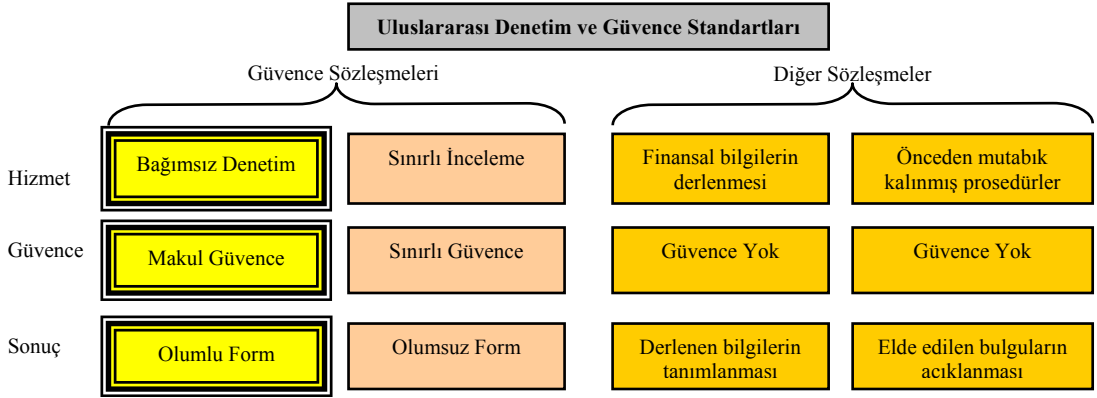 Uluslararası Denetim ve Güvence Standartları
Güvence Sözleşmeleri
Diğer Sözleşmeler
Hizmet
Bağımsız Denetim
Sınırlı İnceleme
Finansal bilgilerin
derlenmesi
Önceden mutabık
kalınmış prosedürler
Güvence
Makul Güvence
Sınırlı Güvence
Güvence Yok
Güvence Yok
Sonuç
Olumlu Form
Olumsuz Form
Derlenen bilgilerin
tanımlanması
Elde edilen bulguların
acıklanması